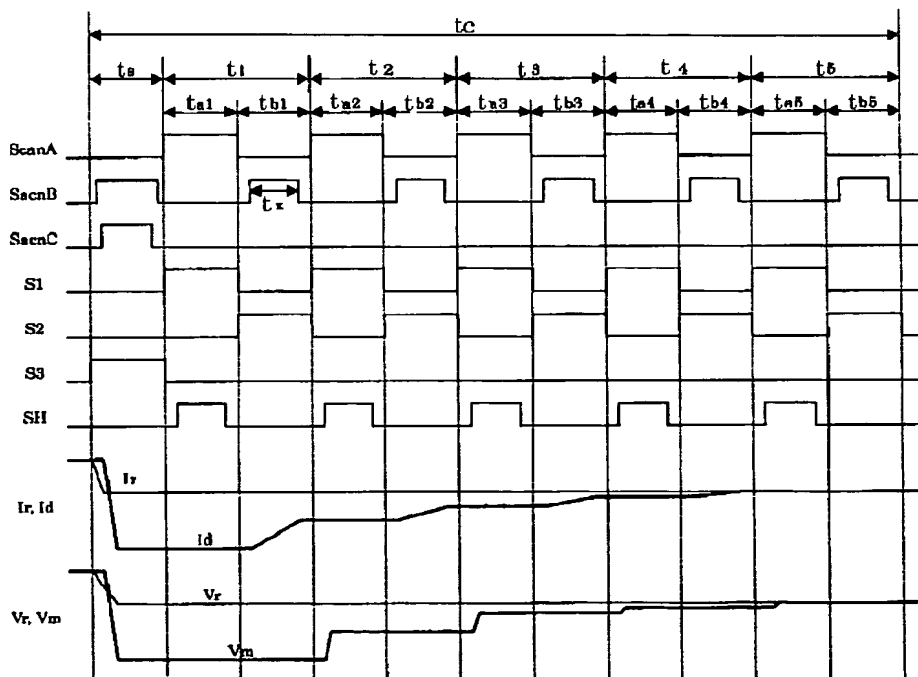 tc
ts t1 t2 t3 t4 t5
ta1 tb1 ta2 tb2 ta3 tb3 ta4 tb4 ta5 tb5
ScanA
SacnB
tx
SacnC
S1
S2
S3
SH
Ir
Ir, Id
Id
Vr
Vr, Vm
Vm